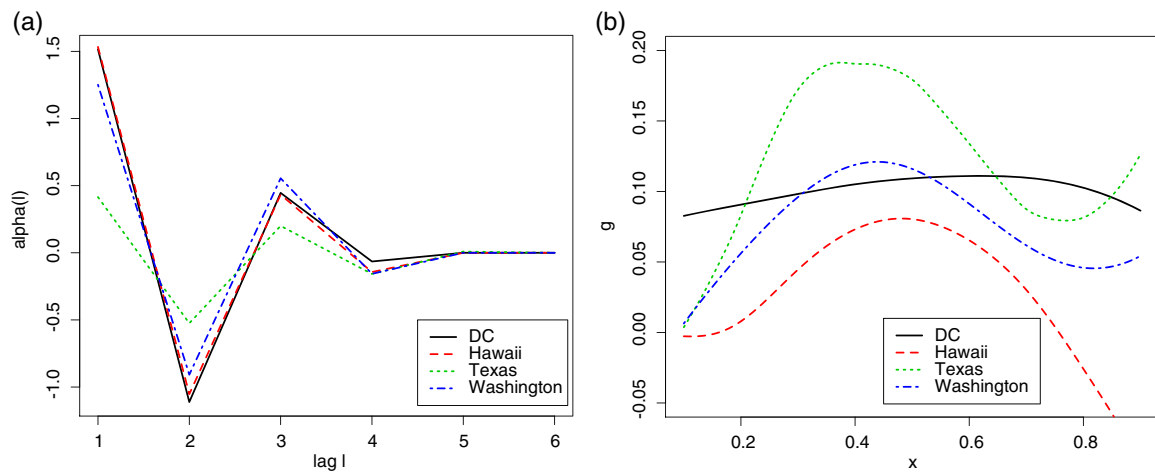 (a)
alpha(l)
1.5
1.0
0.5
0.0
-0.5
-1.0
DC
Hawaii
Texas
Washington
1 2 3 4 5 6
lag l
(b)
g
0.20
0.15
0.10
0.05
0.00
-0.05
DC
Hawaii
Texas
Washington
0.2 0.4 0.6 0.8
x